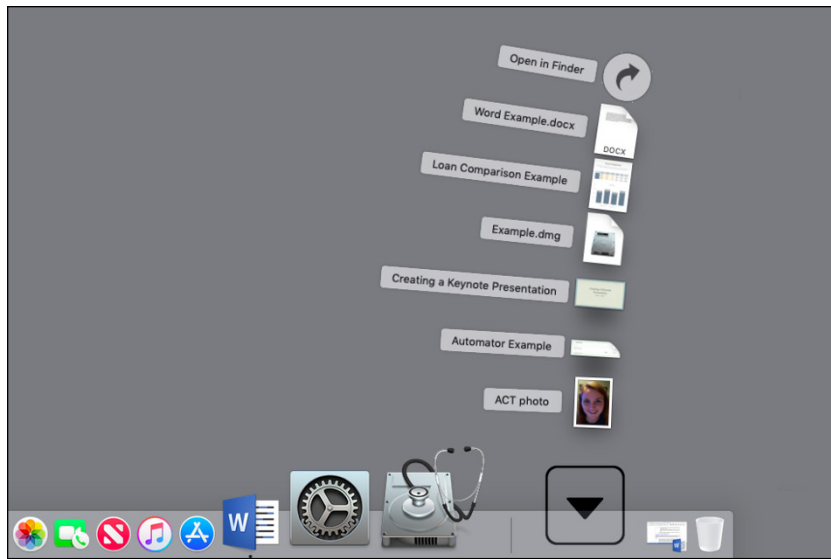 Open in Finder
Word Example.docx
DOCX
Loan Comparison Example
Example.dmg
Creating a Keynote Presentation
Automator Example
ACT photo
W